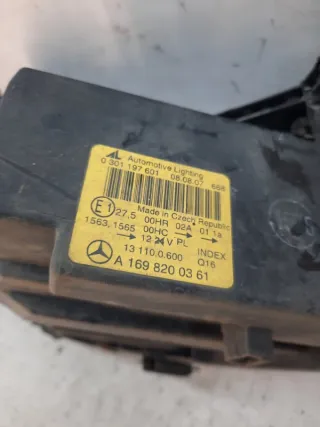 AL Automotive Lighting
0 301 197 601 08.08.07 668
Made in Czech Republic
E1 27,5 00HR 02A 01 1a
1563, 1565 00HC → 12 V PL
13 110.0.600 INDEX
A 169 820 03 61 Q16